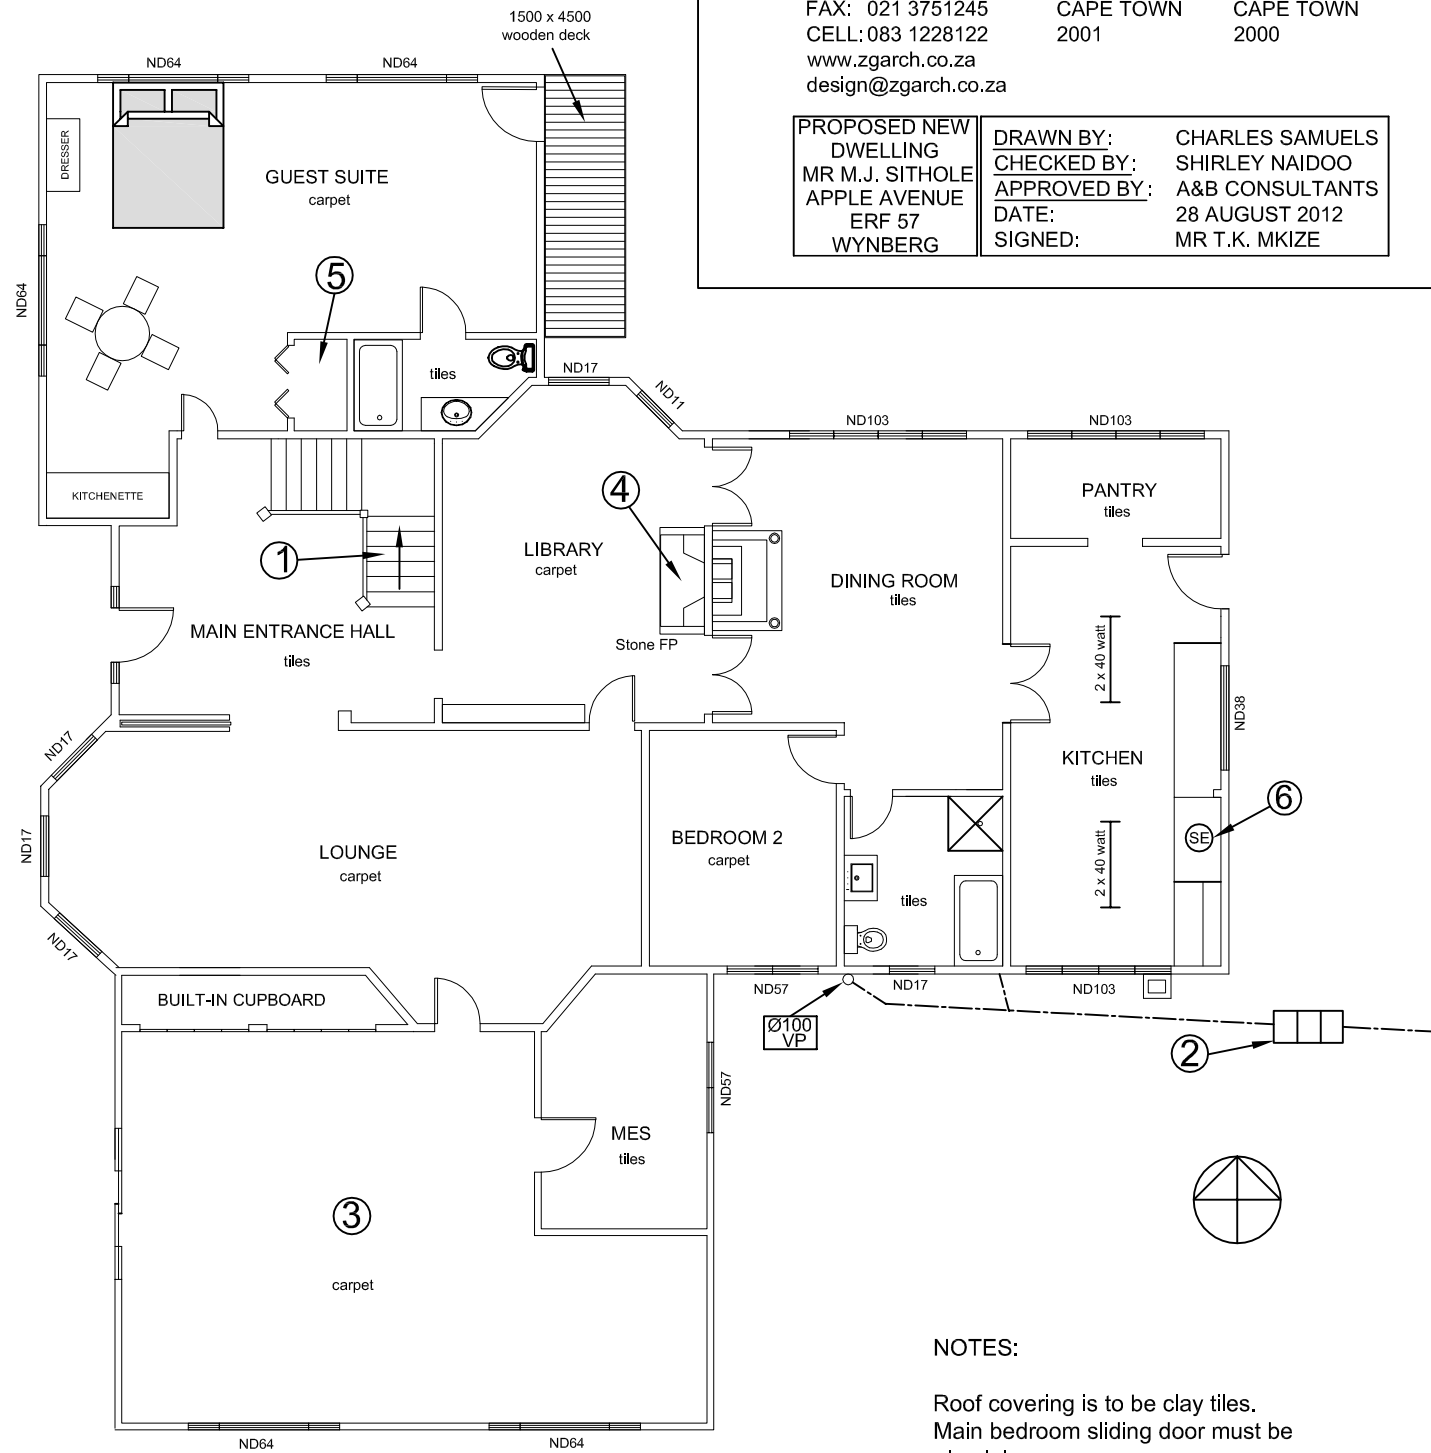 FAX: 021 3751245 CAPE TOWN CAPE TOWN
CELL: 083 1228122 2001 2000
www.zgarch.co.za
design@zgarch.co.za
PROPOSED NEW
DWELLING
MR M.J. SITHOLE
APPLE AVENUE
ERF 57
WYNBERG
DRAWN BY: CHARLES SAMUELS
CHECKED BY: SHIRLEY NAIDOO
APPROVED BY: A&B CONSULTANTS
DATE: 28 AUGUST 2012
SIGNED: MR T.K. MKIZE
1500 x 4500
wooden deck
ND64
ND64
DRESSER
GUEST SUITE
carpet
ND64
5
tiles
ND17
ND11
ND103
ND103
KITCHENETTE
4
PANTRY
tiles
1
LIBRARY
carpet
DINING ROOM
tiles
MAIN ENTRANCE HALL
tiles
Stone FP
2 x 40 watt
ND38
ND17
KITCHEN
tiles
6
ND17
LOUNGE
carpet
BEDROOM 2
carpet
SE
2 x 40 watt
tiles
ND17
BUILT-IN CUPBOARD
ND57
ND17
ND103
Ø100
VP
2
ND57
MES
tiles
3
carpet
ND64
ND64
NOTES:
Roof covering is to be clay tiles.
Main bedroom sliding door must be